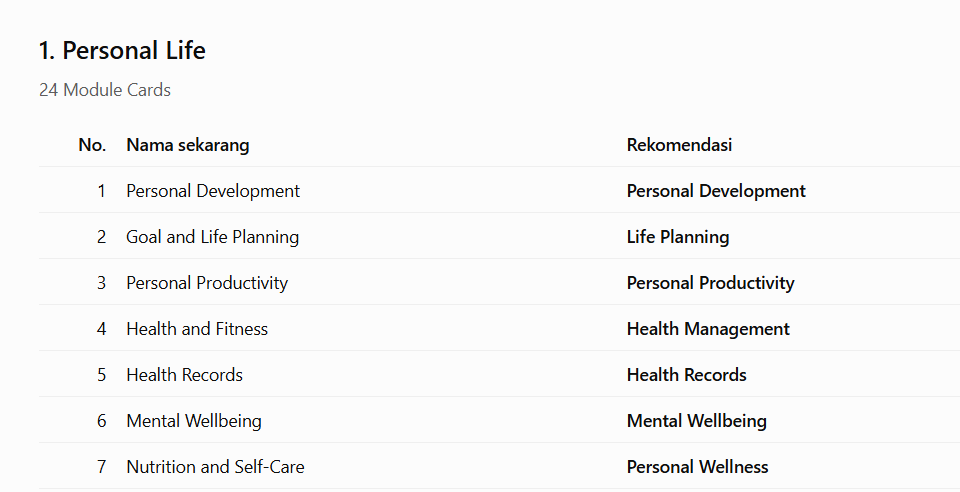 1. Personal Life
24 Module Cards
No. Nama sekarang Rekomendasi
1 Personal Development Personal Development
2 Goal and Life Planning Life Planning
3 Personal Productivity Personal Productivity
4 Health and Fitness Health Management
5 Health Records Health Records
6 Mental Wellbeing Mental Wellbeing
7 Nutrition and Self-Care Personal Wellness